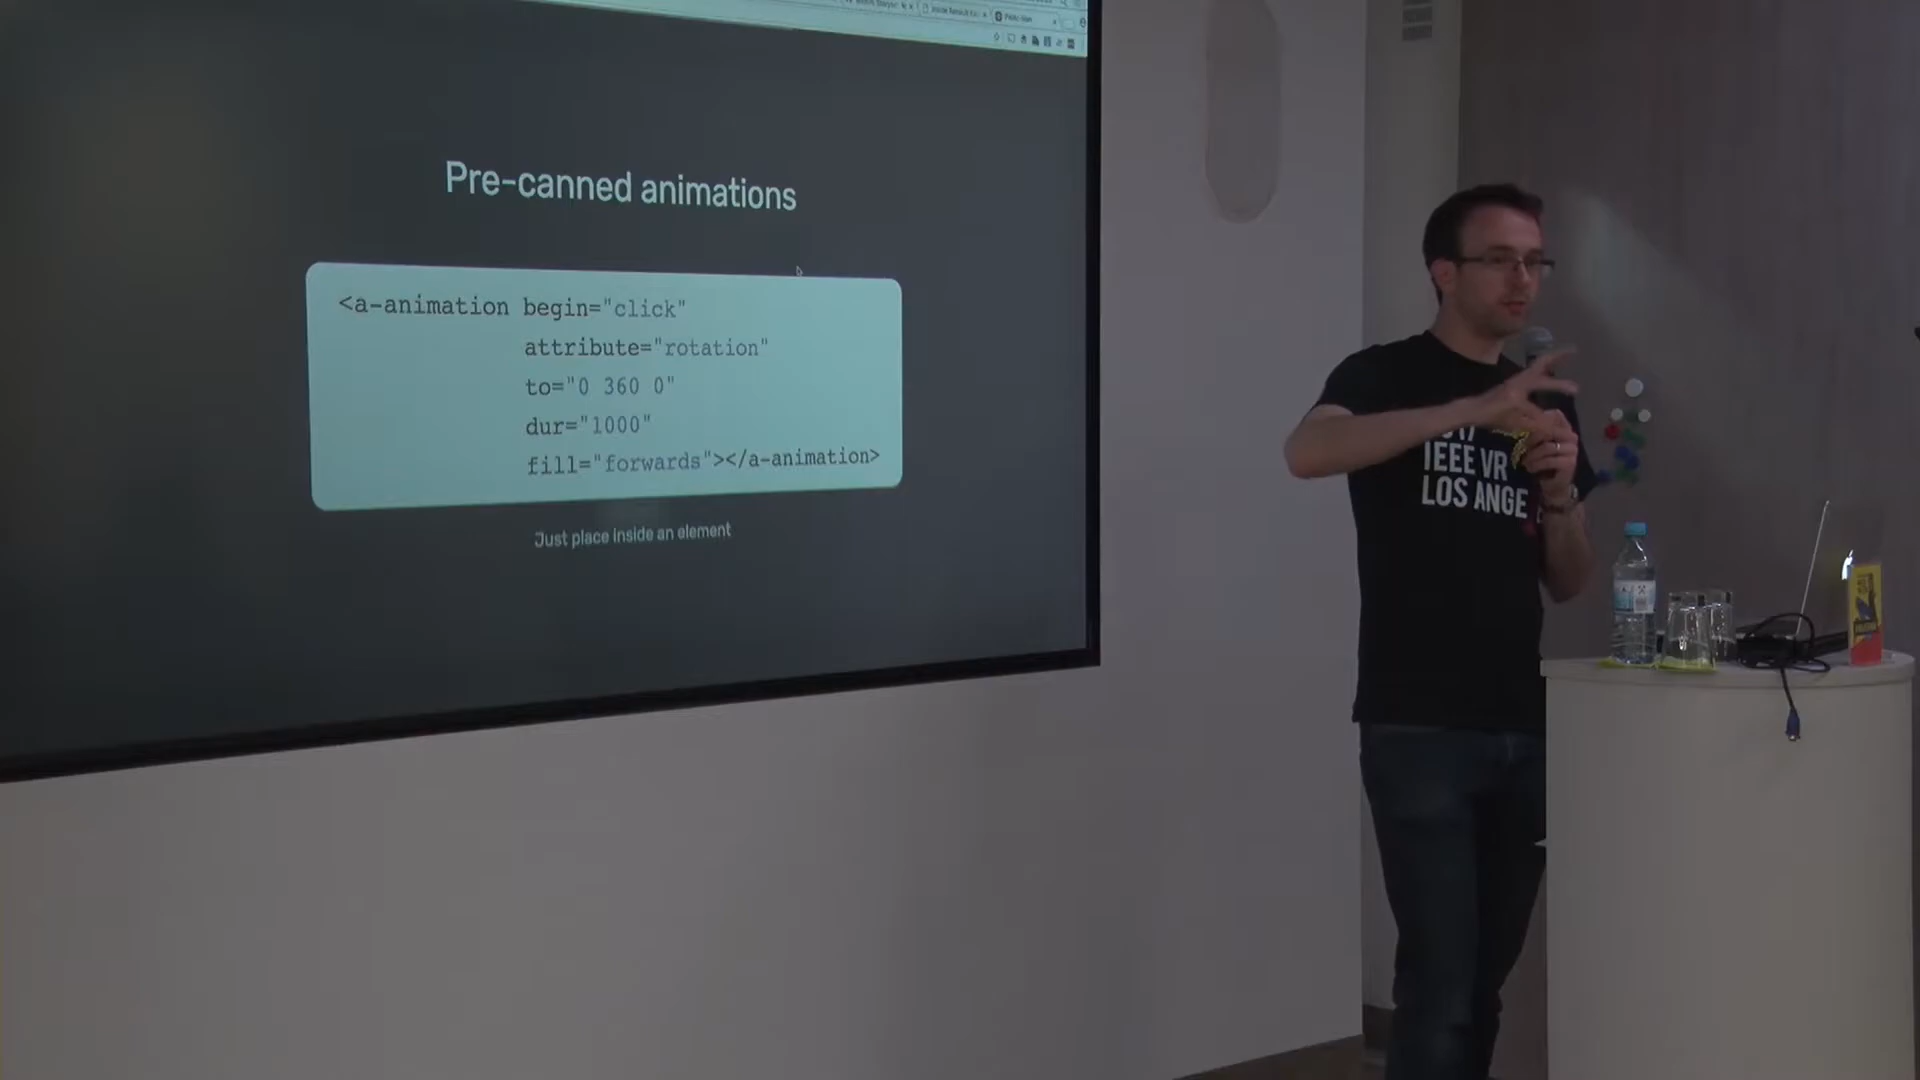 Pre-canned animations
<a-animation begin="click"
attribute="rotation"
to="0 360 0"
dur="1000"
fill="forwards"></a-animation>
Just place inside an element
IEEE VR
LOS ANGE